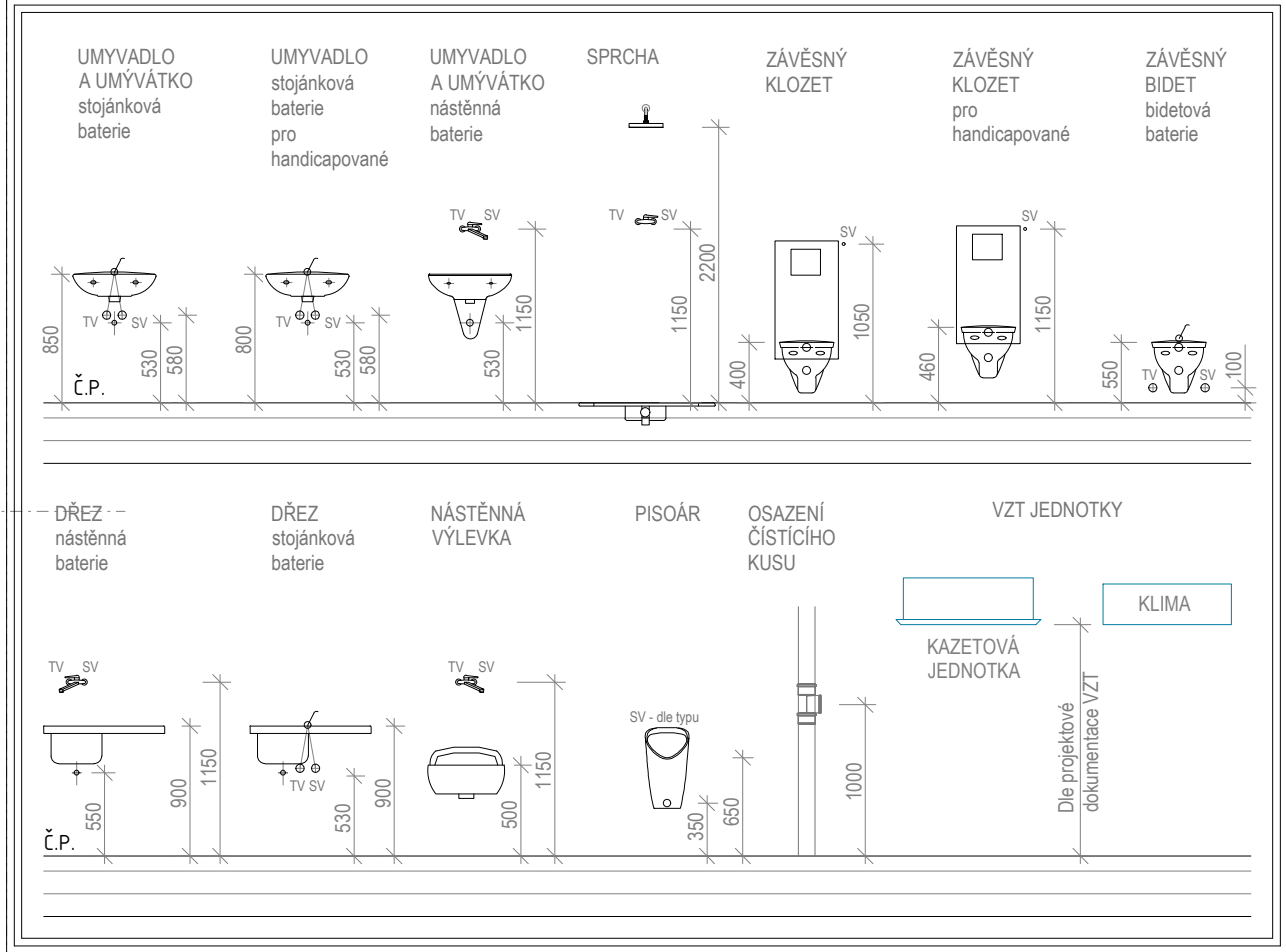 UMYVADLO
A UMÝVÁTKO
stojánková
baterie
UMYVADLO
stojánková
baterie
pro
handicapované
UMYVADLO
A UMÝVÁTKO
nástěnná
baterie
SPRCHA
ZÁVĚSNÝ
KLOZET
ZÁVĚSNÝ
KLOZET
pro
handicapované
ZÁVĚSNÝ
BIDET
bidetová
baterie
TV SV
850
530
580
TV SV
800
530
580
TV SV
1150
530
TV SV
1150
2200
SV
400
1050
SV
460
1150
TV SV
550
100
Č.P.
DŘEZ
nástěnná
baterie
DŘEZ
stojánková
baterie
NÁSTĚNNÁ
VÝLEVKA
PISOÁR
OSAZENÍ
ČÍSTÍCÍHO
KUSU
VZT JEDNOTKY
KLIMA
KAZETOVÁ
JEDNOTKA
TV SV
550
900
1150
TV SV
530
900
TV SV
500
1150
SV - dle typu
350
650
1000
Dle projektové
dokumentace VZT
Č.P.